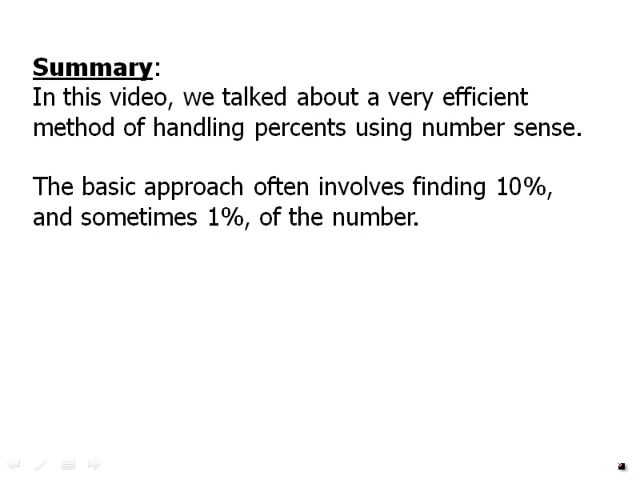 Summary:
In this video, we talked about a very efficient
method of handling percents using number sense.
The basic approach often involves finding 10%,
and sometimes 1%, of the number.